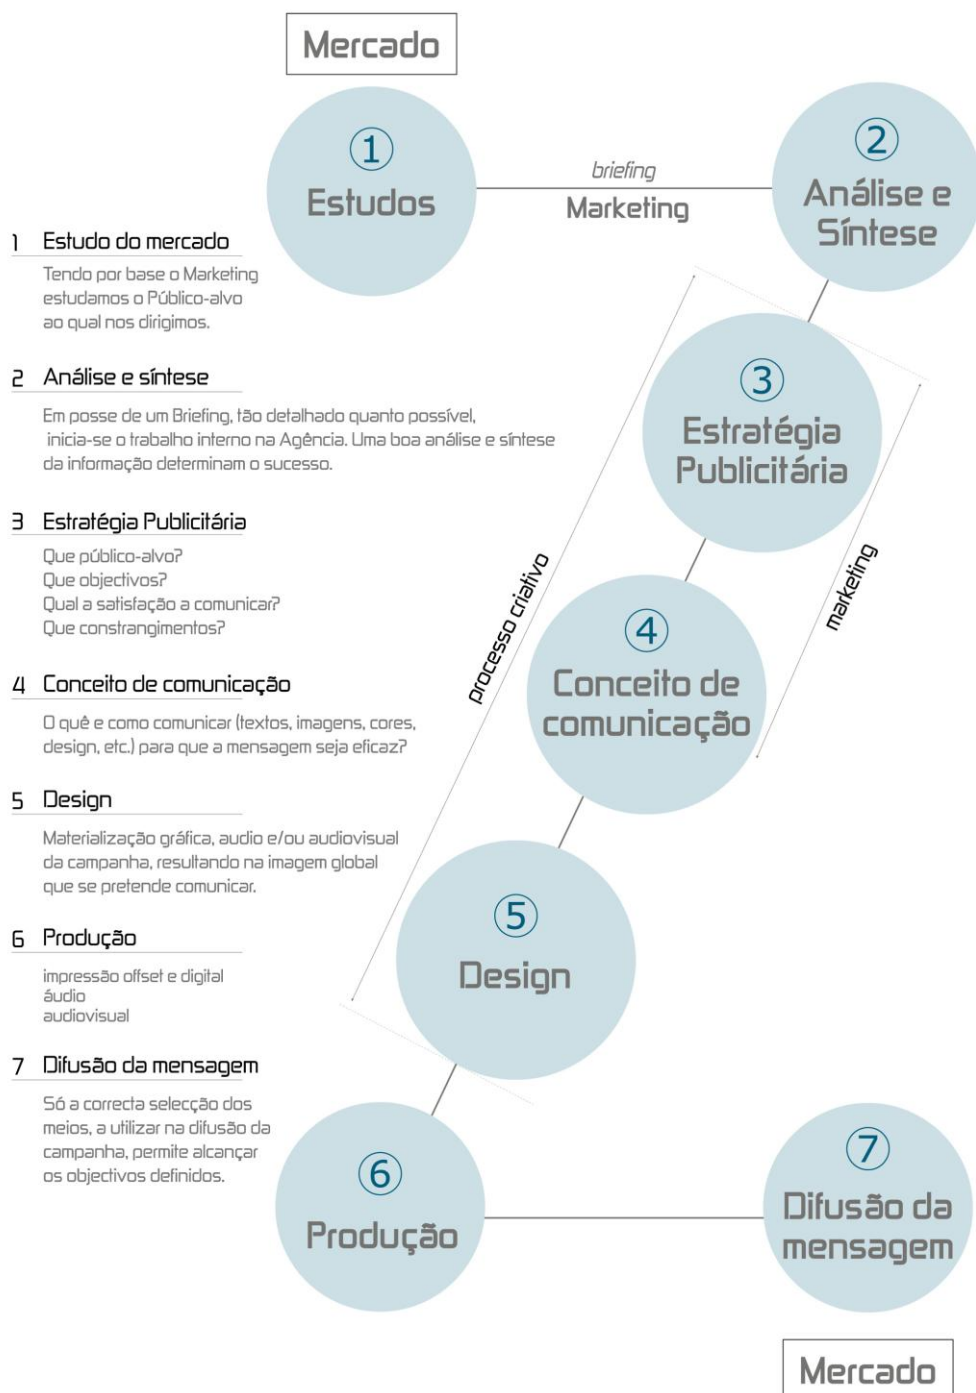 Mercado
1
Estudos
briefing
Marketing
2
Análise e
Síntese
1 Estudo do mercado
Tendo por base o Marketing
estudamos o Público-alvo
ao qual nos dirigimos.
2 Análise e síntese
Em posse de um Briefing, tão detalhado quanto possível,
inicia-se o trabalho interno na Agência. Uma boa análise e síntese
da informação determinam o sucesso.
3 Estratégia Publicitária
Que público-alvo?
Que objectivos?
Qual a satisfação a comunicar?
Que constrangimentos?
4 Conceito de comunicação
O quê e como comunicar (textos, imagens, cores,
design, etc.) para que a mensagem seja eficaz?
5 Design
Materialização gráfica, audio e/ou audiovisual
da campanha, resultando na imagem global
que se pretende comunicar.
6 Produção
impressão offset e digital
áudio
audiovisual
7 Difusão da mensagem
Só a correcta selecção dos
meios, a utilizar na difusão da
campanha, permite alcançar
os objectivos definidos.
3
Estratégia
Publicitária
processo criativo
marketing
4
Conceito de
comunicação
5
Design
6
Produção
7
Difusão da
mensagem
Mercado